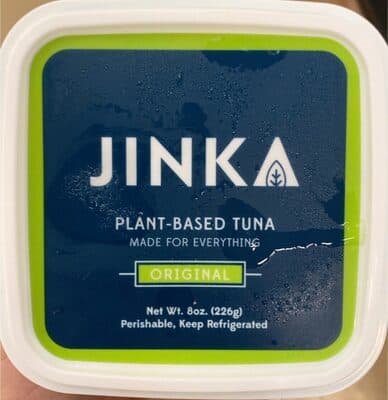 JINKA
PLANT-BASED TUNA
MADE FOR EVERYTHING
ORIGINAL
Net Wt. 8oz. (226g)
Perishable, Keep Refrigerated